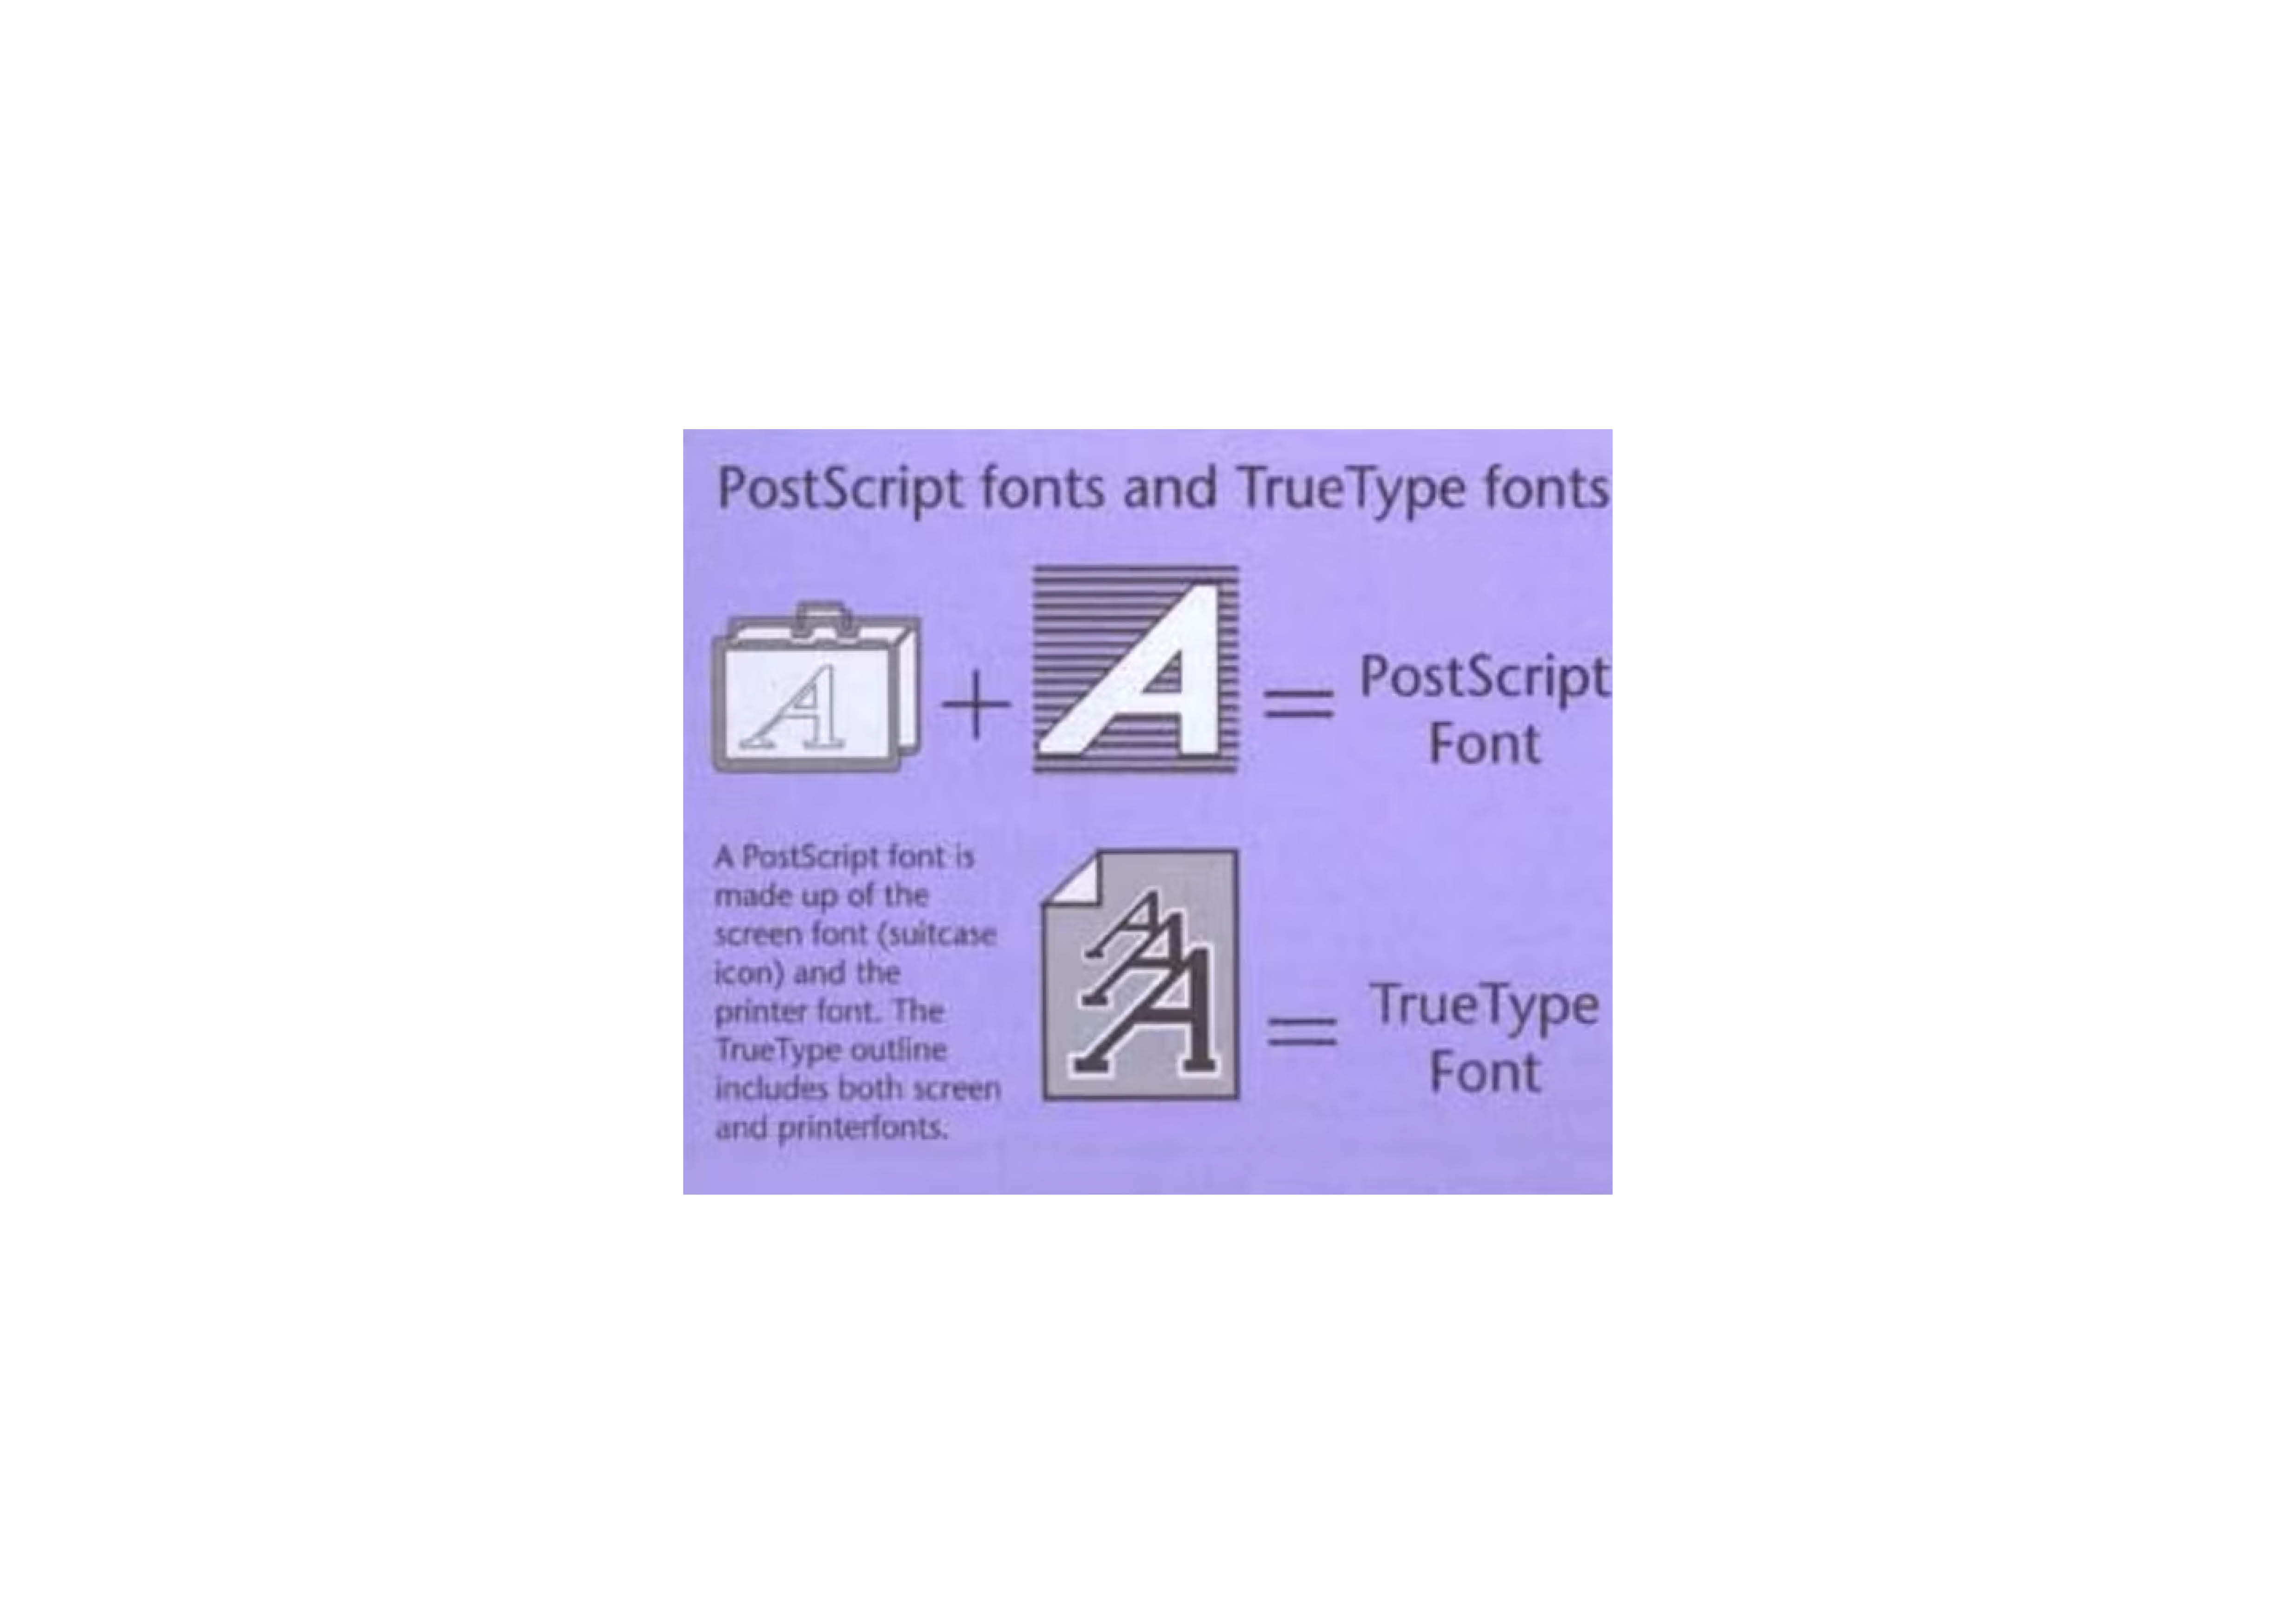 PostScript fonts and TrueType fonts
A
+
A
=
PostScript
Font
A PostScript font is
made up of the
screen font (suitcase
icon) and the
printer font. The
TrueType outline
includes both screen
and printerfonts.
A
A
A
=
TrueType
Font